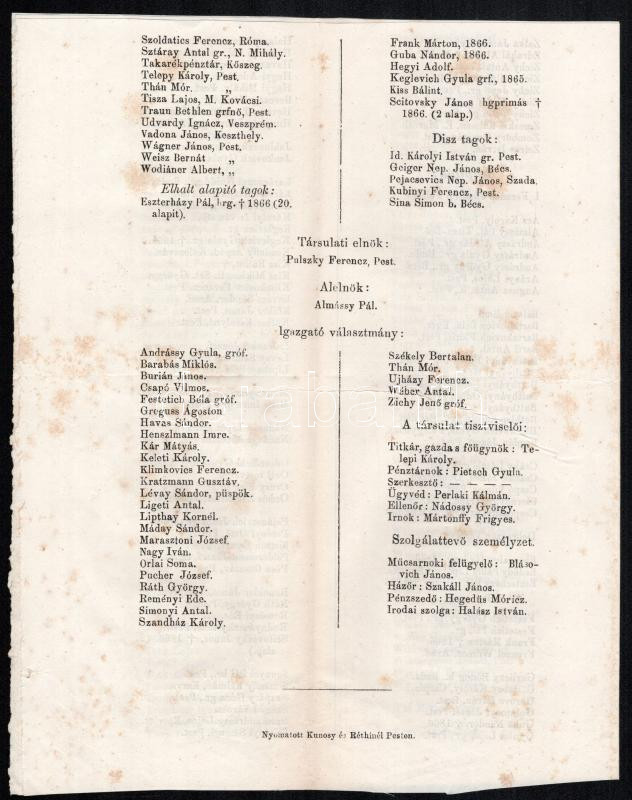 Szoldatics Ferencz, Róma.
Sztáray Antal gr., N. Mihály.
Takarékpénztár, Kőszeg.
Telepy Károly, Pest.
Thán Mór. „
Tisza Lajos, M. Kovácsi.
Traun Bethlen grfnő, Pest.
Udvardy Ignácz, Veszprém.
Vadona János, Keszthely.
Wágner János, Pest.
Weisz Bernát „
Wodiáner Albert, „
Elhalt alapitó tagok:
Eszterházy Pál, hrg. † 1866 (20.
alapit).
Frank Márton, 1866.
Guba Nándor, 1866.
Hegyi Adolf.
Keglevich Gyula grf., 1865.
Kiss Bálint.
Scitovsky János hgprimás †
1866. (2 alap.)
Disz tagok:
Id. Károlyi István gr. Pest.
Geiger Nep. János, Bécs.
Pejacsevics Nep. János, Szada.
Kubinyi Ferencz, Pest.
Sina Simon b. Bécs.
Társulati elnök:
Pulszky Ferencz, Pest.
Alelnök:
Almássy Pál.
Igazgató választmány:
Andrássy Gyula, gróf.
Barabás Miklós.
Burián János.
Csapó Vilmos.
Festetich Béla gróf.
Greguss Ágoston
Havas Sándor.
Henszlmann Imre.
Kár Mátyás.
Keleti Károly.
Klimkovics Ferencz.
Kratzmann Gusztáv.
Lévay Sándor, püspök.
Ligeti Antal.
Lipthay Kornél.
Máday Sándor.
Marasztoni József.
Nagy Iván.
Orlai Soma.
Pucher József.
Ráth György.
Reményi Ede.
Simonyi Antal.
Szandház Károly.
Székely Bertalan.
Thán Mór.
Ujházy Ferencz.
Wéber Antal.
Zichy Jenő gróf.
A társulat tisztviselői:
Titkár, gazdas főügynök: Te-
lepi Károly.
Pénztárnok: Pietsch Gyula.
Szerkesztő: — — — —
Ügyvéd: Perlaki Kálmán.
Ellenőr: Nádossy György.
Irnok: Mártonffy Frigyes.
Szolgálattevő személyzet.
Műcsarnoki felügyelő: Bláso-
vich János.
Házőr: Szakáll János.
Pénzszedő: Hegedüs Móricz.
Irodai szolga: Halász István.
Nyomatott Kunosy és Réthinél Pesten.